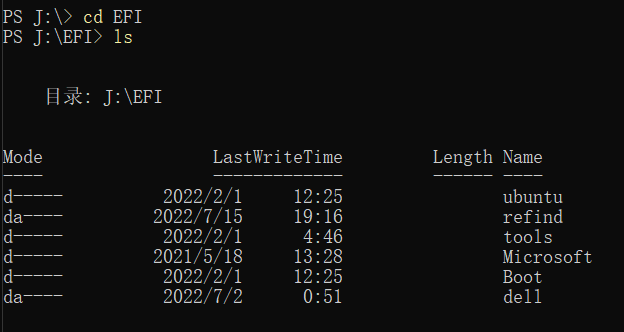 PS J:\> cd EFI
PS J:\EFI> ls
目录: J:\EFI
Mode                 LastWriteTime         Length Name
----                 -------------         ------ ----
d-----          2022/2/1     12:25                ubuntu
da----         2022/7/15     19:16                refind
d-----          2022/2/1      4:46                tools
d-----         2021/5/18     13:28                Microsoft
d-----          2022/2/1     12:25                Boot
da----          2022/7/2      0:51                dell